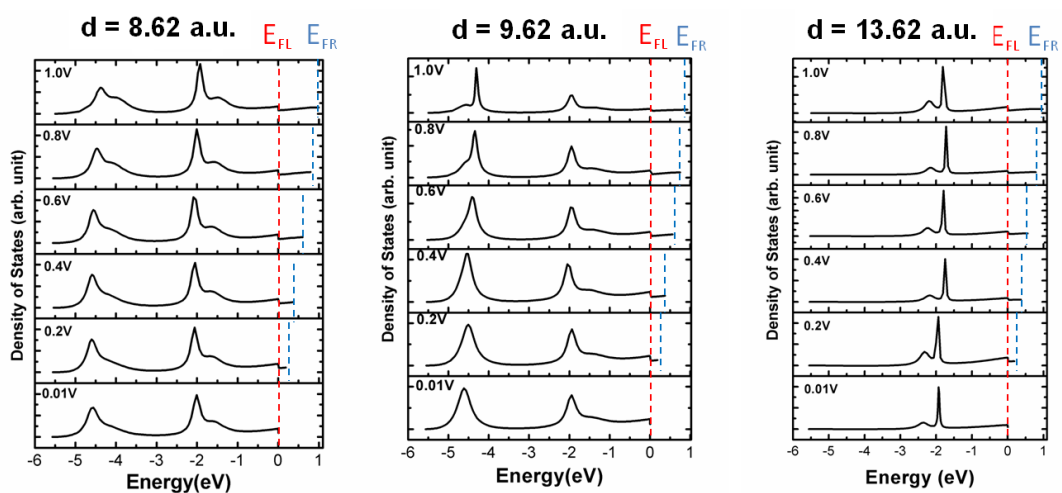 d = 8.62 a.u. E_FL E_FR
1.0V
0.8V
0.6V
0.4V
0.2V
0.01V
Density of States (arb. unit)
-6 -5 -4 -3 -2 -1 0 1
Energy(eV)
d = 9.62 a.u. E_FL E_FR
1.0V
0.8V
0.6V
0.4V
0.2V
0.01V
Density of States (arb. unit)
-6 -5 -4 -3 -2 -1 0 1
Energy(eV)
d = 13.62 a.u. E_FL E_FR
1.0V
0.8V
0.6V
0.4V
0.2V
0.01V
Density of States (arb. unit)
-6 -5 -4 -3 -2 -1 0 1
Energy (eV)